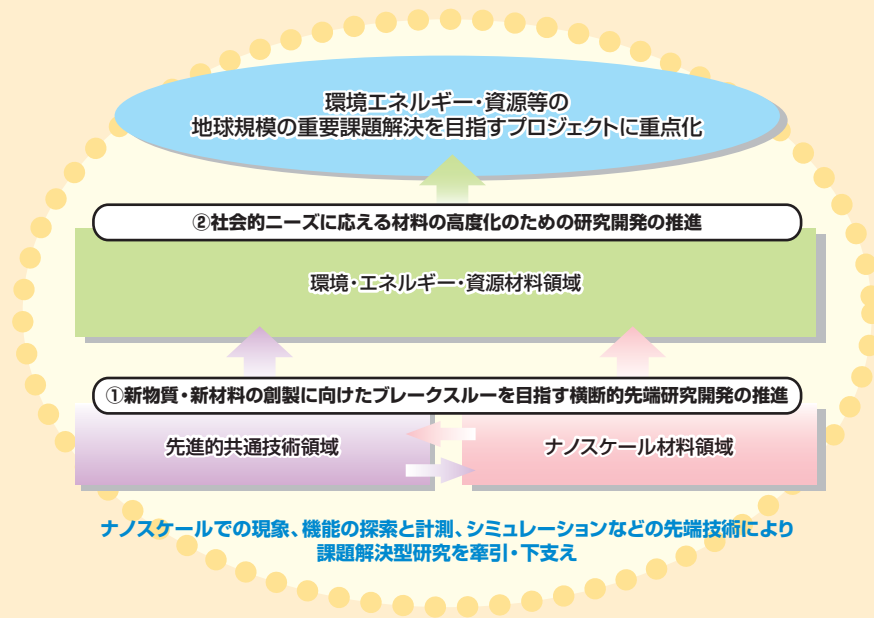 環境エネルギー・資源等の
地球規模の重要課題解決を目指すプロジェクトに重点化
②社会的ニーズに応える材料の高度化のための研究開発の推進
環境・エネルギー・資源材料領域
①新物質・新材料の創製に向けたブレークスルーを目指す横断的先端研究開発の推進
先進的共通技術領域
ナノスケール材料領域
ナノスケールでの現象、機能の探索と計測、シミュレーションなどの先端技術により
課題解決型研究を牽引・下支え